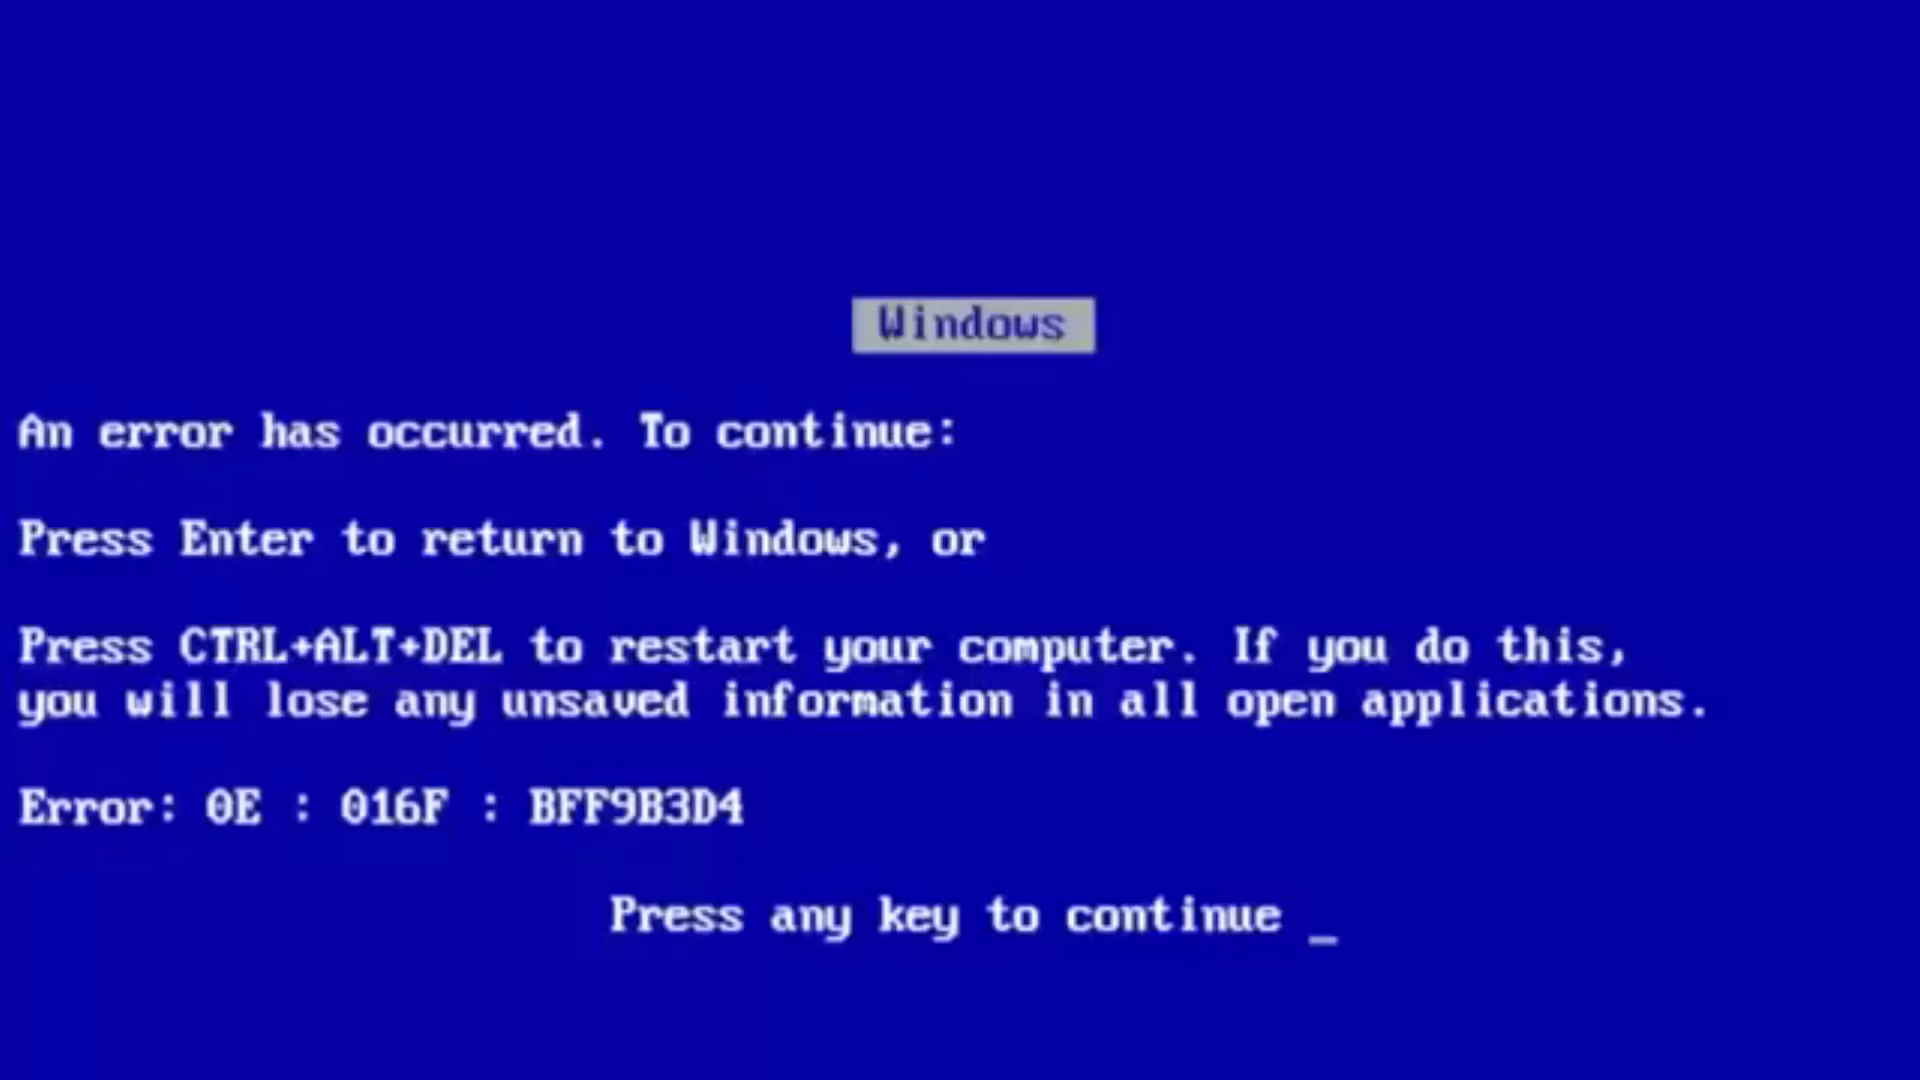 Windows
An error has occurred. To continue:
Press Enter to return to Windows, or
Press CTRL+ALT+DEL to restart your computer. If you do this,
you will lose any unsaved information in all open applications.
Error: 0E : 016F : BFF9B3D4
Press any key to continue _